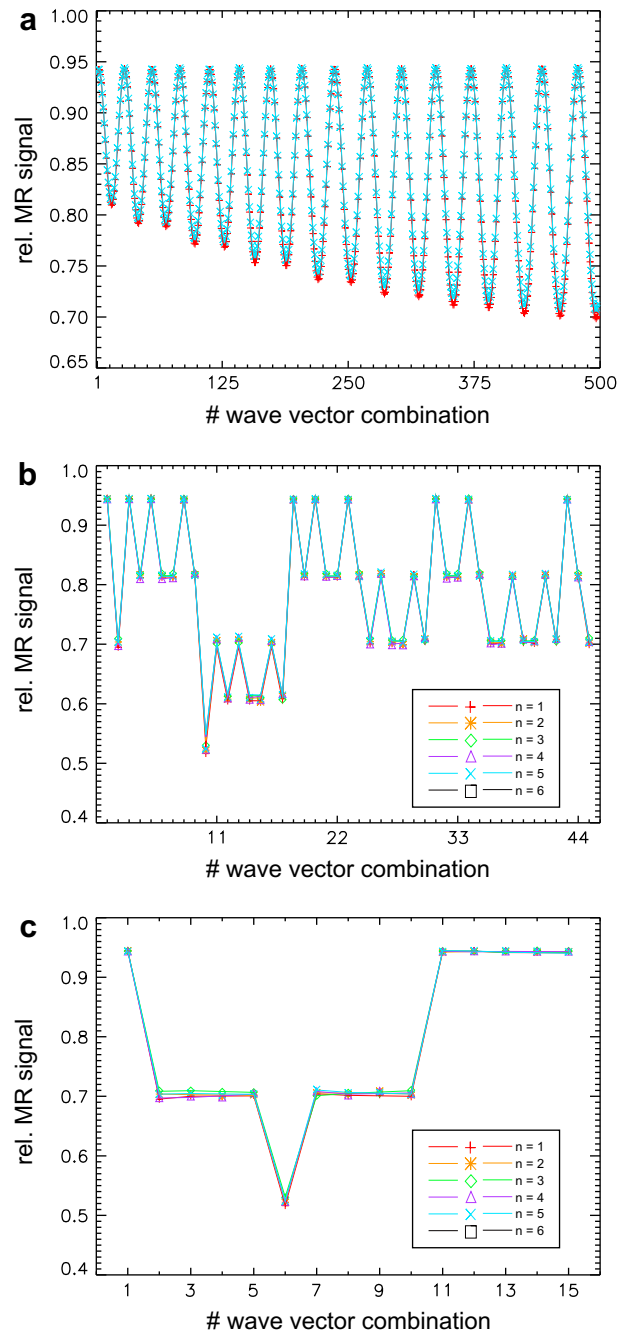 a
1.00
0.95
0.90
0.85
0.80
0.75
0.70
0.65
rel. MR signal
1 125 250 375 500
# wave vector combination
b
1.0
0.9
0.8
0.7
0.6
0.5
0.4
rel. MR signal
n = 1
n = 2
n = 3
n = 4
n = 5
n = 6
11 22 33 44
# wave vector combination
c
1.0
0.9
0.8
0.7
0.6
0.5
0.4
rel. MR signal
n = 1
n = 2
n = 3
n = 4
n = 5
n = 6
1 3 5 7 9 11 13 15
# wave vector combination